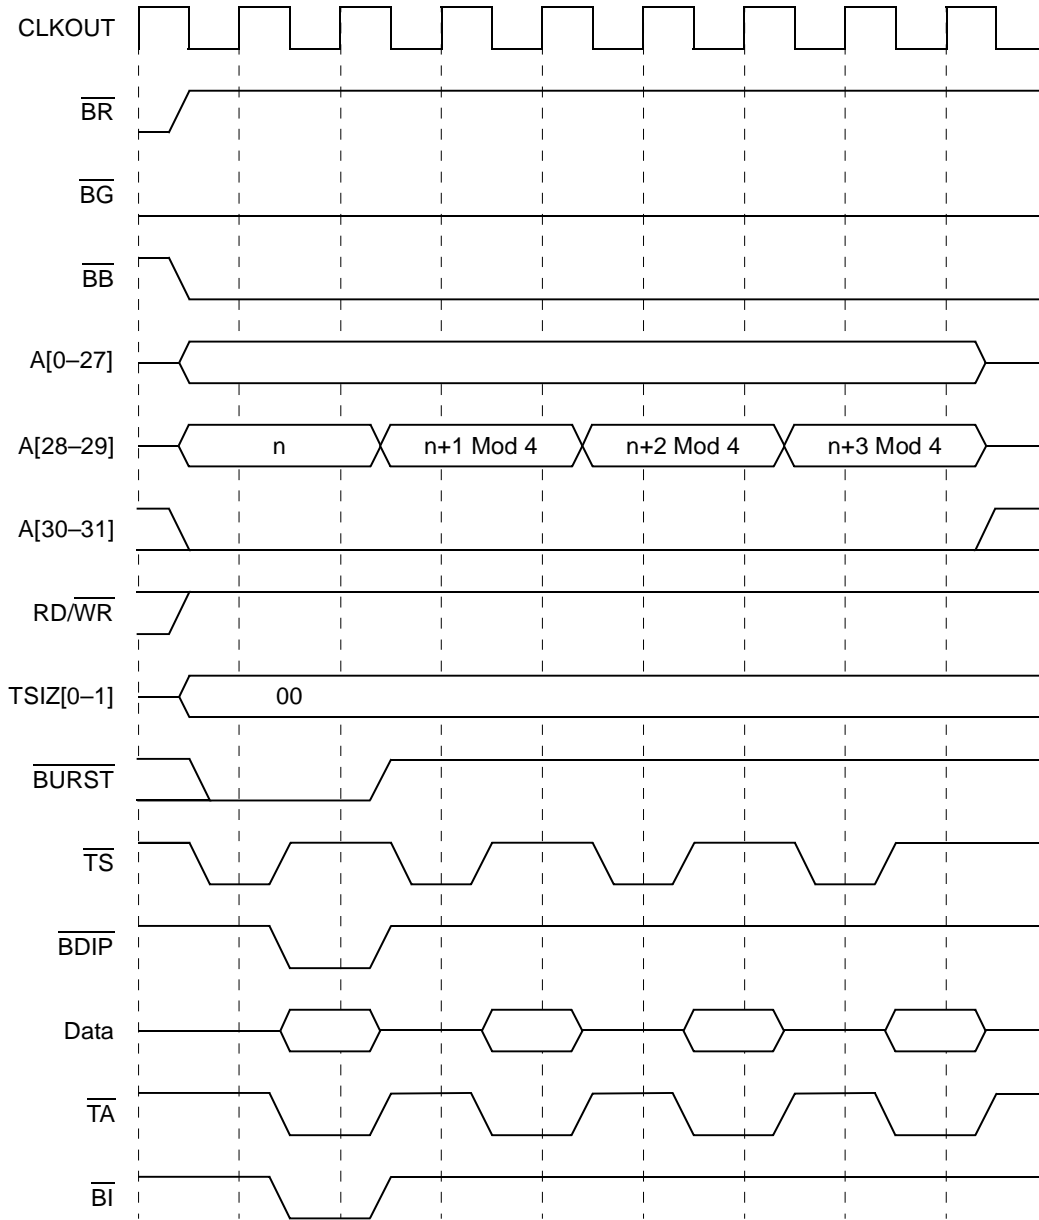 CLKOUT
BR
BG
BB
A[0–27]
A[28–29] n n+1 Mod 4 n+2 Mod 4 n+3 Mod 4
A[30–31]
RD/WR
TSIZ[0–1] 00
BURST
TS
BDIP
Data
TA
BI